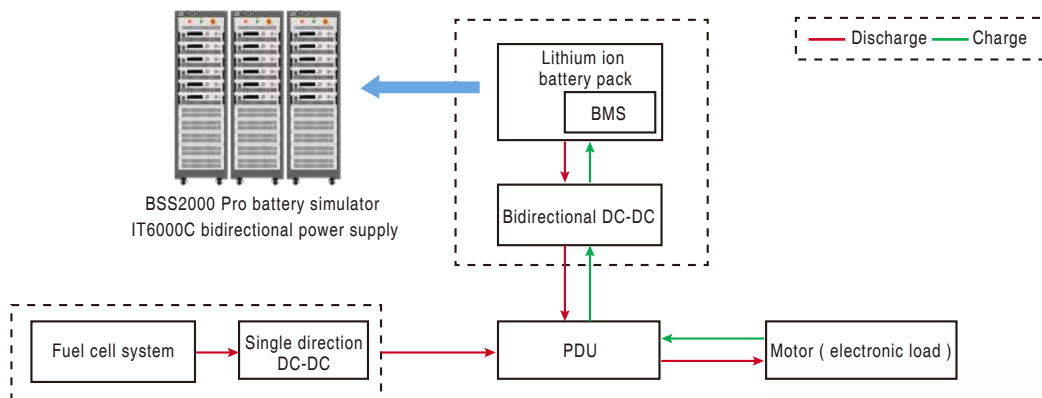 Discharge
Charge
Lithium ion
battery pack
BMS
BSS2000 Pro battery simulator
IT6000C bidirectional power supply
Bidirectional DC-DC
Fuel cell system
Single direction
DC-DC
PDU
Motor ( electronic load )